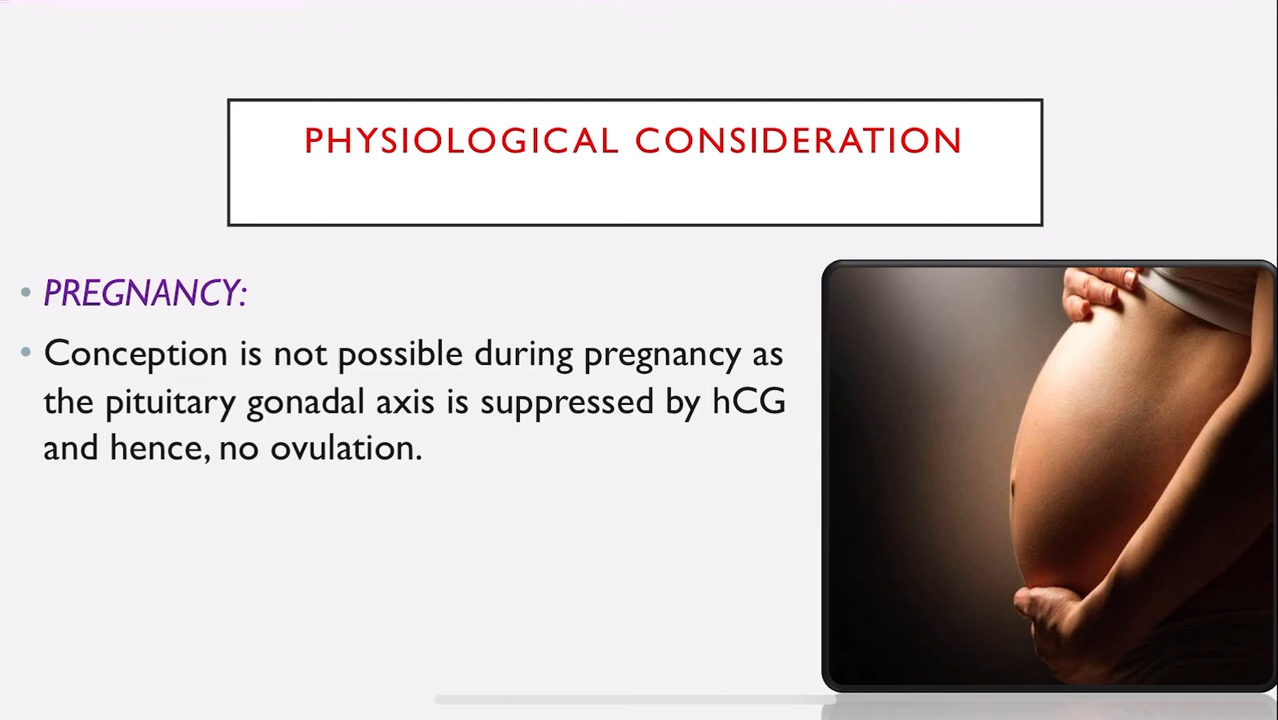 PHYSIOLOGICAL CONSIDERATION
• PREGNANCY:
• Conception is not possible during pregnancy as
the pituitary gonadal axis is suppressed by hCG
and hence, no ovulation.